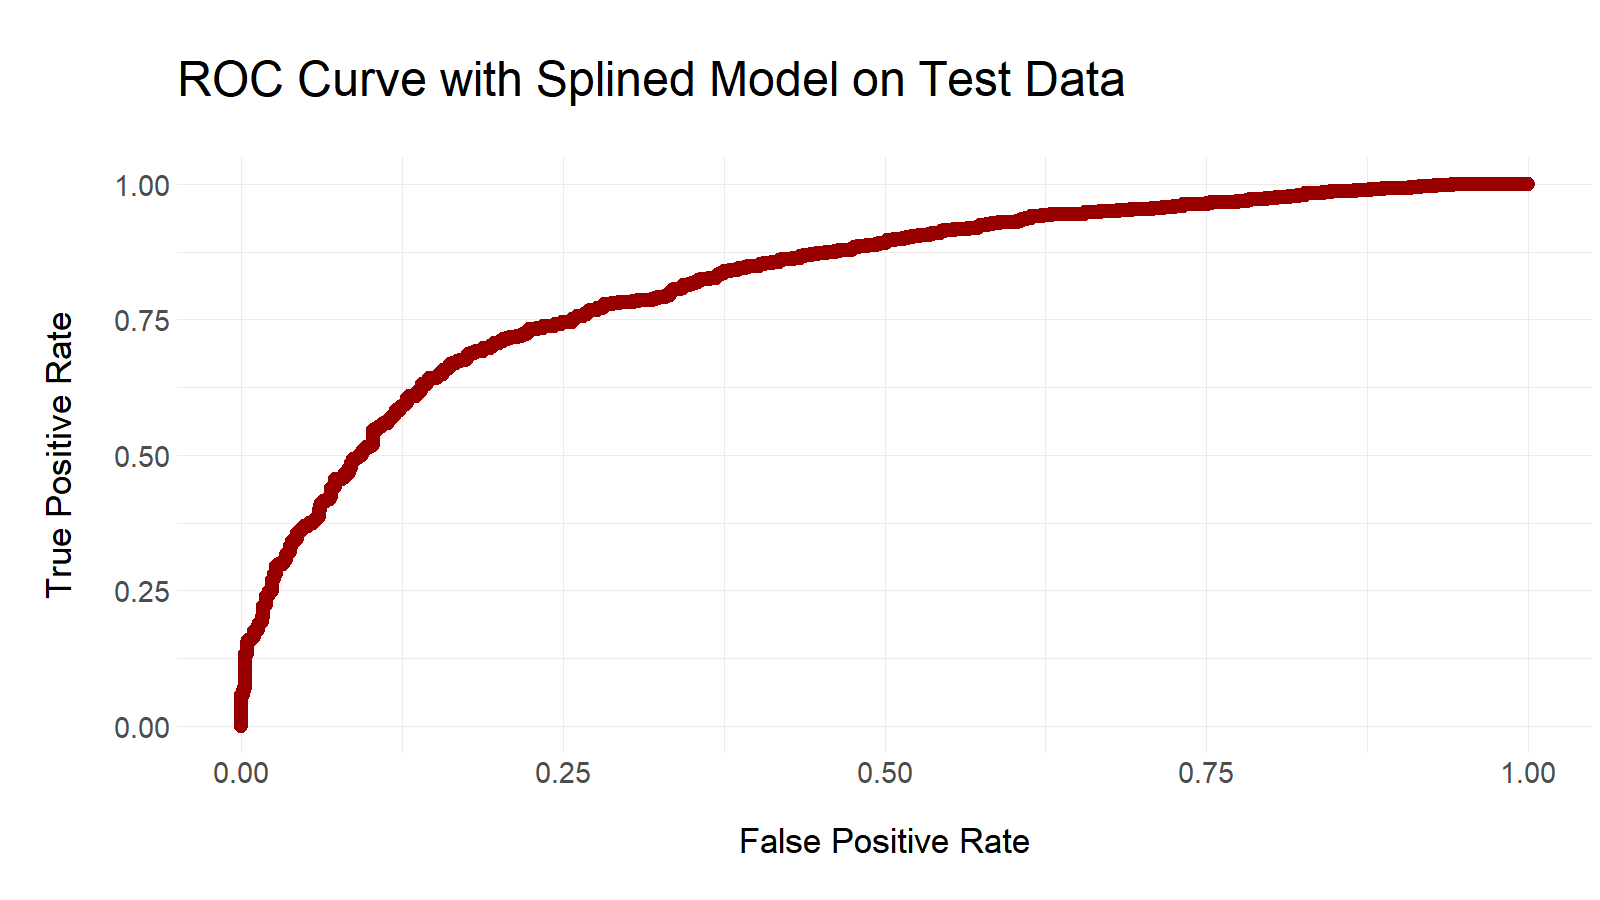 ROC Curve with Splined Model on Test Data
1.00
0.75
0.50
0.25
0.00
True Positive Rate
0.00 0.25 0.50 0.75 1.00
False Positive Rate